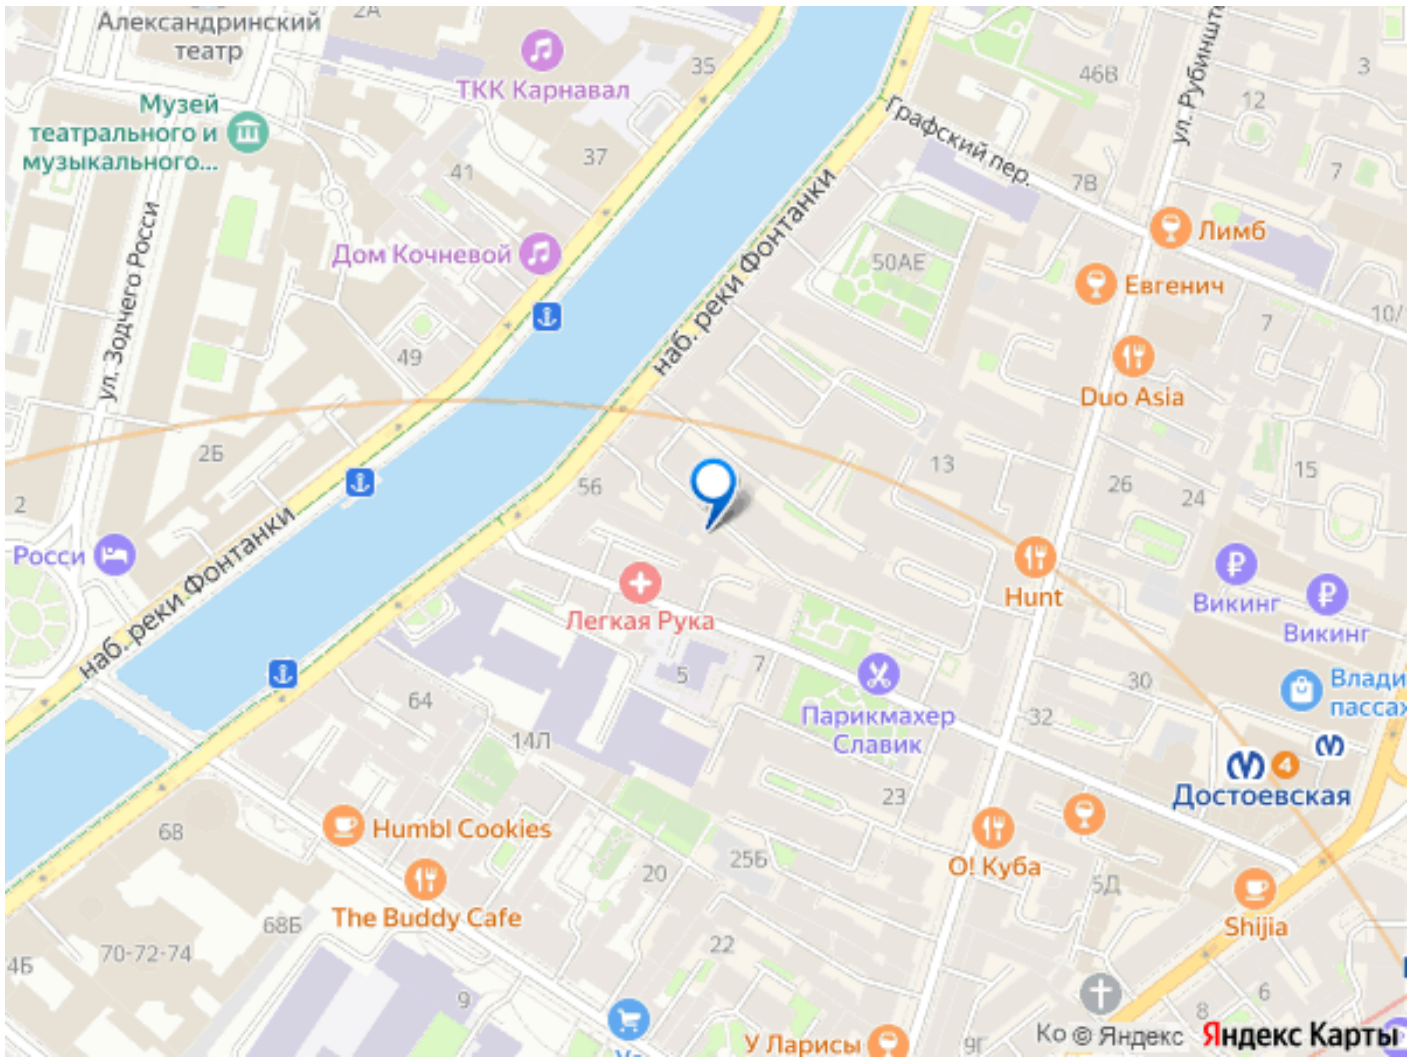 2А
Александринский
театр
ТКК Карнавал
35
46В
ул. Рубинште
3
12
Музей
театрального и
музыкального...
Графский пер.
41
37
7В
7
Лимб
ул. Зодчего Росси
Дом Кочневой
наб. реки Фонтанки
50АЕ
Евгенич
10/
7
49
Duo Asia
2Б
13
15
26
24
56
2
Росси
наб. реки Фонтанки
Hunt
₽
Викинг
₽
Викинг
Легкая Рука
7
5
30
Влади
пассаж
64
32
Парикмахер
Славик
14Л
4
Достоевская
23
68
Humbl Cookies
25Б
О! Куба
20
5Д
The Buddy Cafe
68Б
Shijia
22
70-72-74
4Б
9
6
8
У Ларисы
9Г
Ко © Яндекс
Яндекс Карты